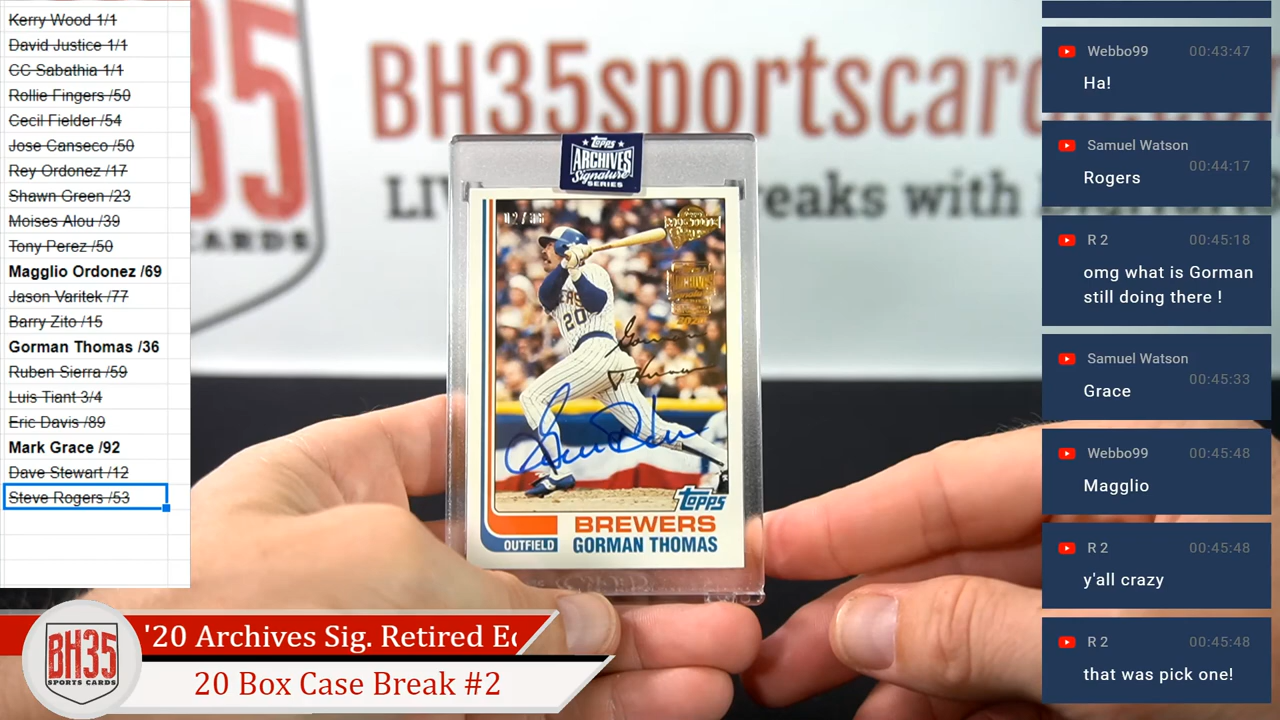 Kerry Wood 1/1
David Justice 1/1
CC Sabathia 1/1
Rollie Fingers /50
Cecil Fielder /54
Jose Canseco /50
Rey Ordonez /17
Shawn Green /23
Moises Alou /39
Tony Perez /50
Magglio Ordonez /69
Jason Varitek /77
Barry Zito /15
Gorman Thomas /36
Ruben Sierra /59
Luis Tiant 3/4
Eric Davis /89
Mark Grace /92
Dave Stewart /12
Steve Rogers /53
BH35sportscar
CARDS
LI
reaks with
Topps
ARCHIVES
Signature
SERIES
20
Gorman
Thomas
Topps
BREWERS
OUTFIELD
GORMAN THOMAS
Webbo99
00:43:47
Ha!
Samuel Watson
00:44:17
Rogers
R 2
00:45:18
omg what is Gorman
still doing there !
Samuel Watson
00:45:33
Grace
Webbo99
00:45:48
Magglio
R 2
00:45:48
y'all crazy
R 2
00:45:48
that was pick one!
BH35
SPORTS CARDS
'20 Archives Sig. Retired Ed
20 Box Case Break #2